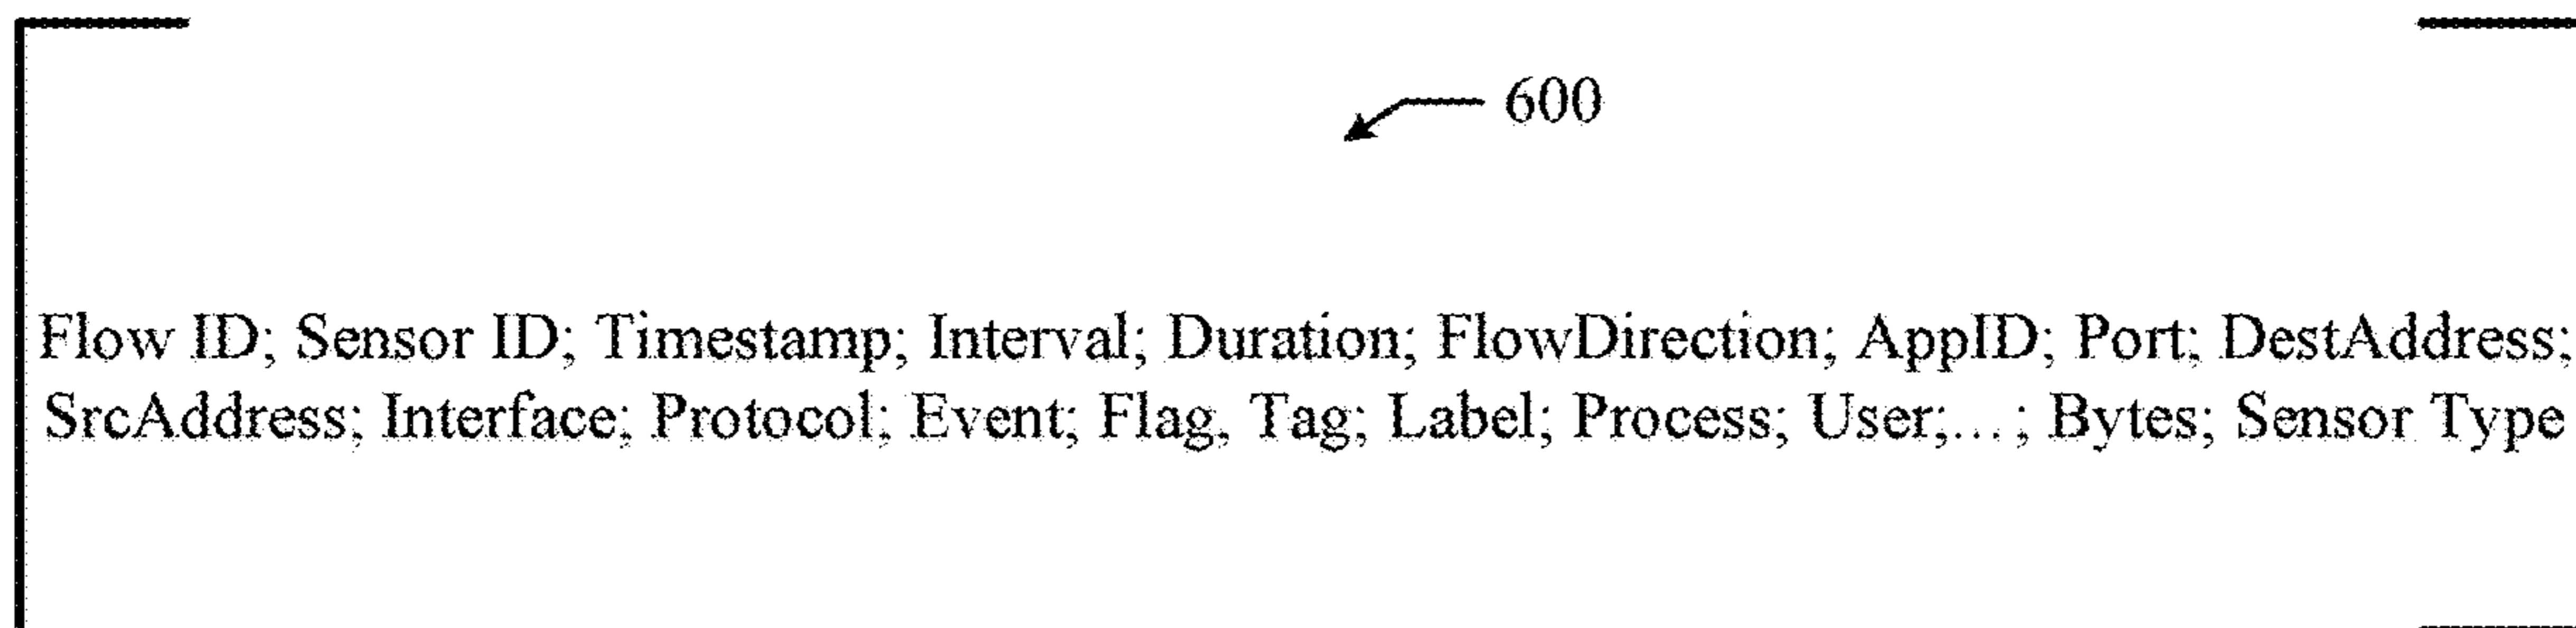 600
Flow ID; Sensor ID; Timestamp; Interval; Duration; FlowDirection; AppID; Port; DestAddress;
SrcAddress; Interface; Protocol; Event; Flag, Tag; Label; Process; User;...; Bytes; Sensor Type